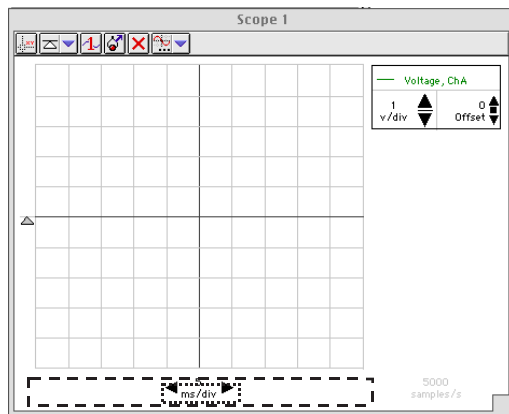 Scope 1
Voltage, ChA
1
v/div
0
Offset
ms/div
5000
samples/s